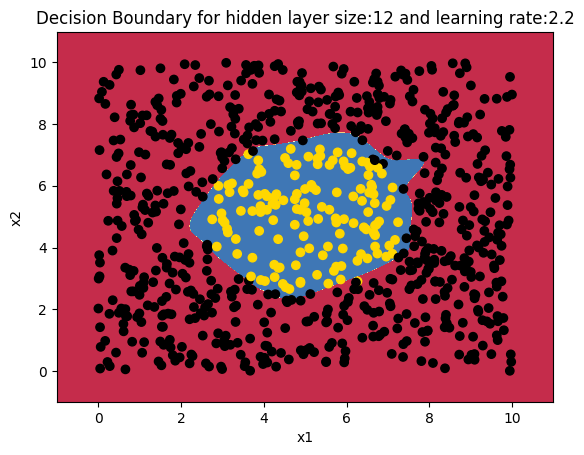 Decision Boundary for hidden layer size:12 and learning rate:2.2
10
8
6
4
2
0
x2
0 2 4 6 8 10
x1